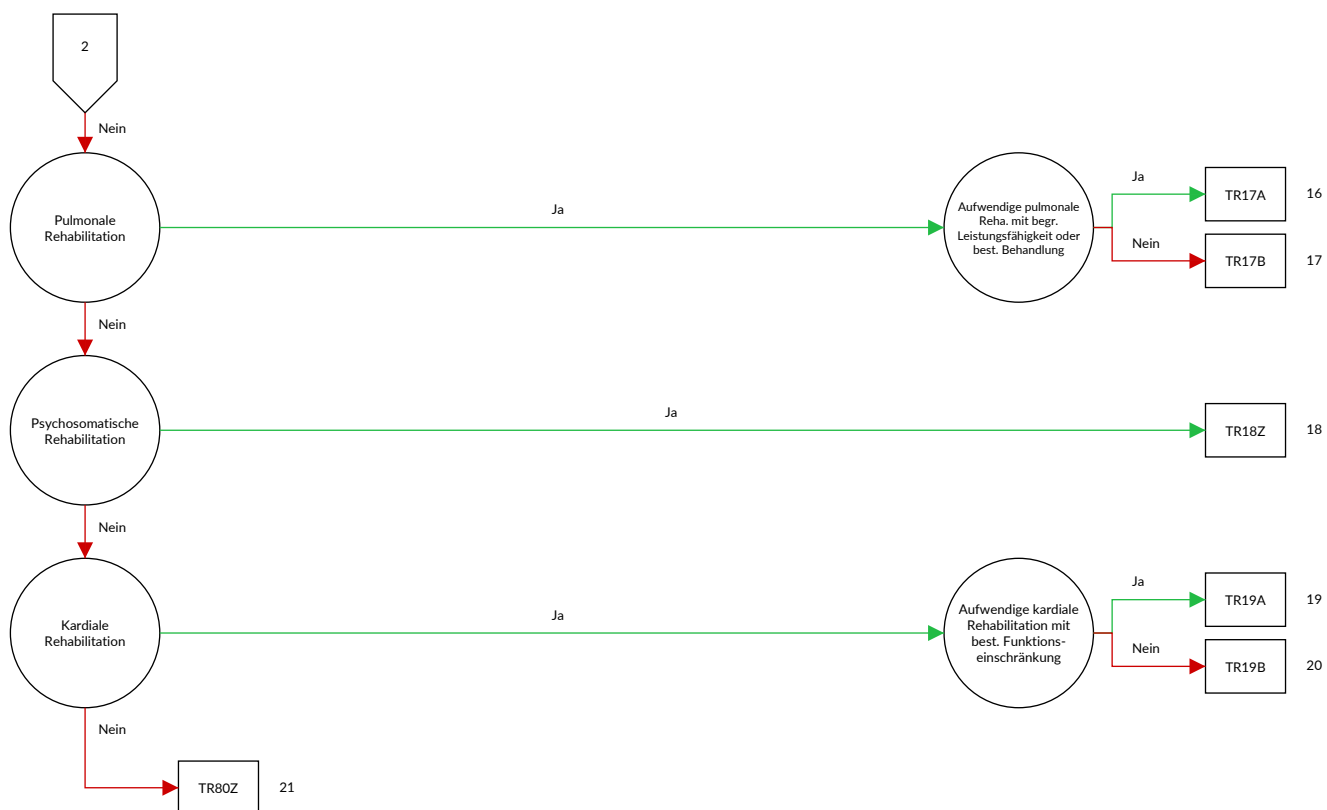 2
Nein
Pulmonale
Rehabilitation
Ja
Aufwendige pulmonale
Reha. mit begr.
Leistungsfähigkeit oder
best. Behandlung
Ja
TR17A
16
Nein
TR17B
17
Nein
Psychosomatische
Rehabilitation
Ja
TR18Z
18
Nein
Kardiale
Rehabilitation
Ja
Aufwendige kardiale
Rehabilitation mit
best. Funktions-
einschränkung
Ja
TR19A
19
Nein
TR19B
20
Nein
TR80Z
21